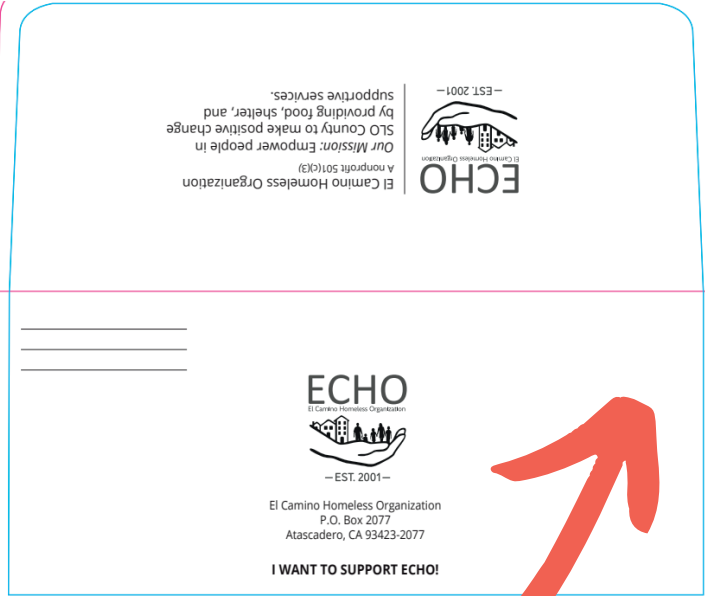 ECHO
El Camino Homeless Organization
—EST. 2001—
El Camino Homeless Organization
A nonprofit 501(c)(3)
Our Mission: Empower people in
SLO County to make positive change
by providing food, shelter, and
supportive services.
ECHO
El Camino Homeless Organization
—EST. 2001—
El Camino Homeless Organization
P.O. Box 2077
Atascadero, CA 93423-2077
I WANT TO SUPPORT ECHO!